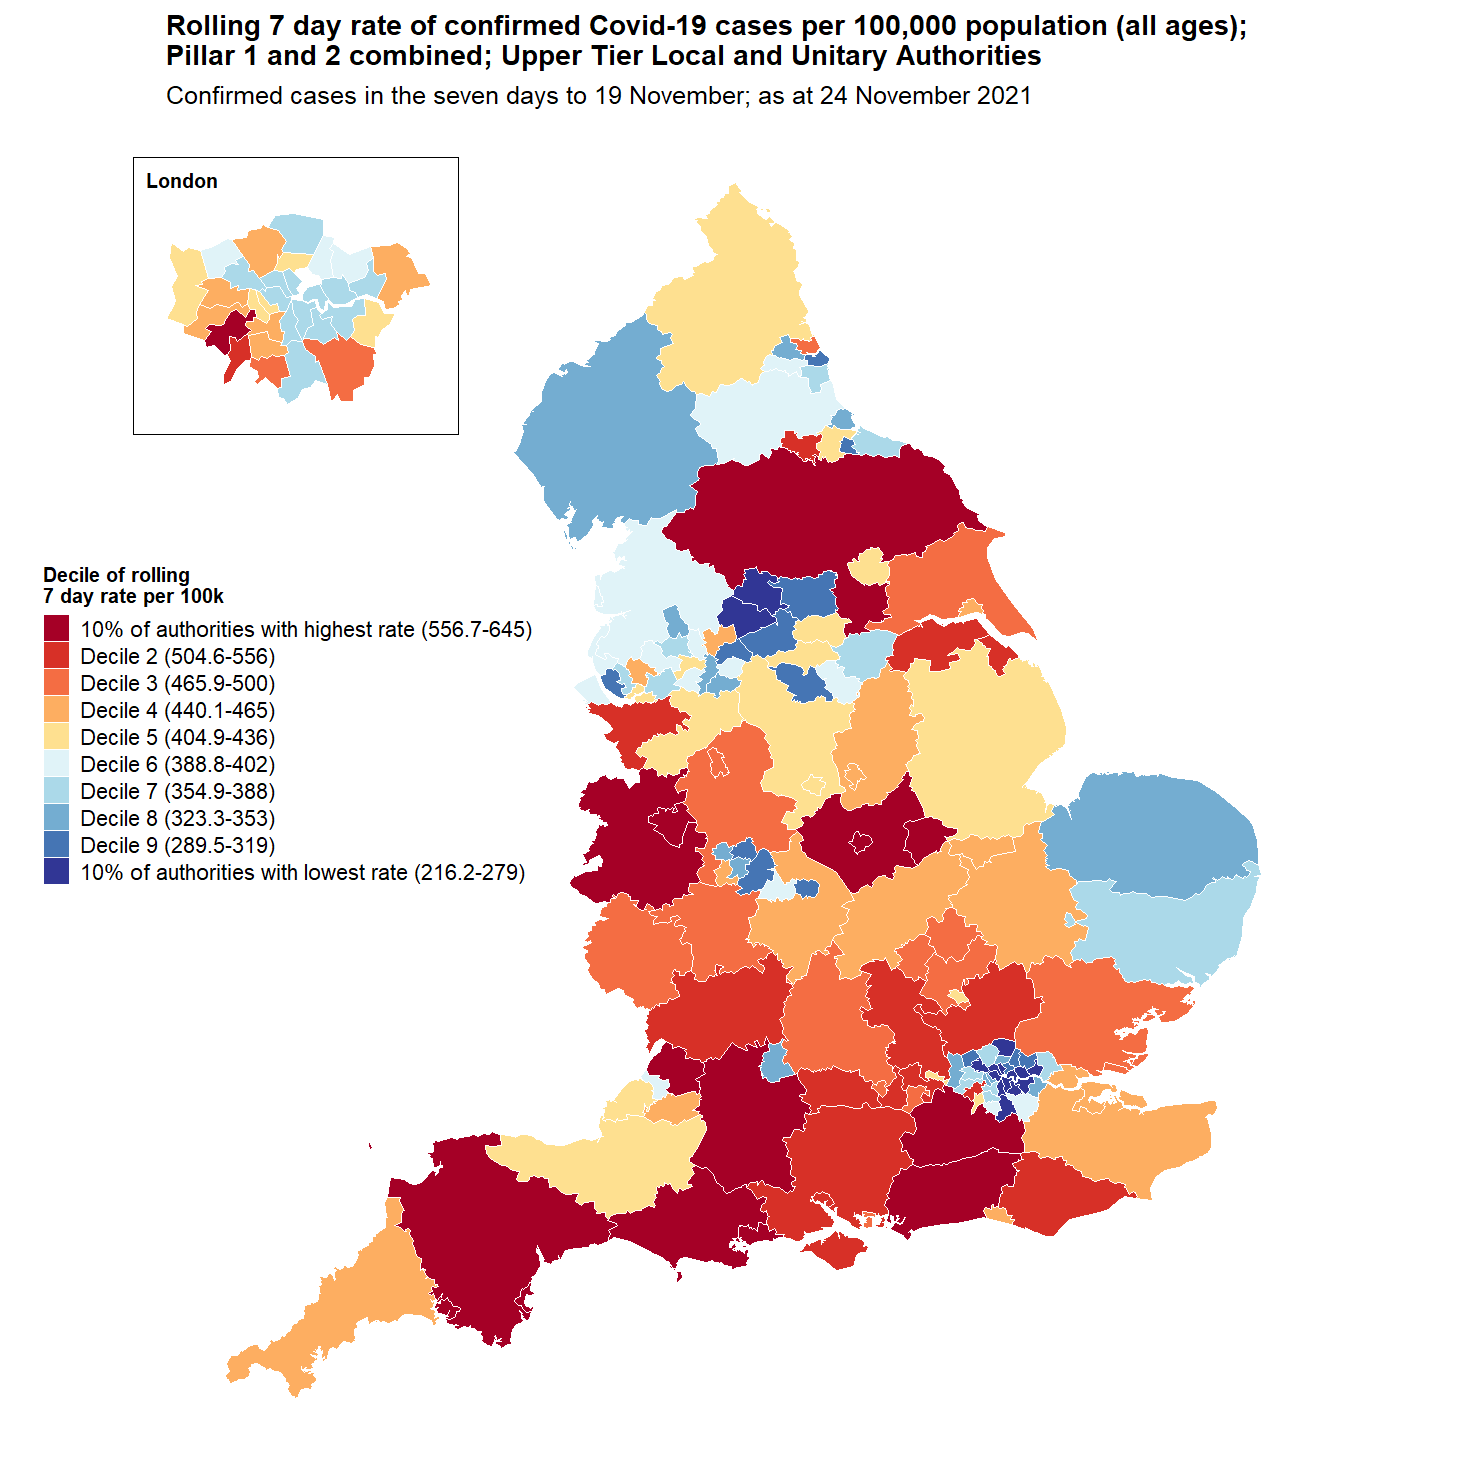 Rolling 7 day rate of confirmed Covid-19 cases per 100,000 population (all ages);
Pillar 1 and 2 combined; Upper Tier Local and Unitary Authorities
Confirmed cases in the seven days to 19 November; as at 24 November 2021
London
Decile of rolling
7 day rate per 100k
10% of authorities with highest rate (556.7-645)
Decile 2 (504.6-556)
Decile 3 (465.9-500)
Decile 4 (440.1-465)
Decile 5 (404.9-436)
Decile 6 (388.8-402)
Decile 7 (354.9-388)
Decile 8 (323.3-353)
Decile 9 (289.5-319)
10% of authorities with lowest rate (216.2-279)